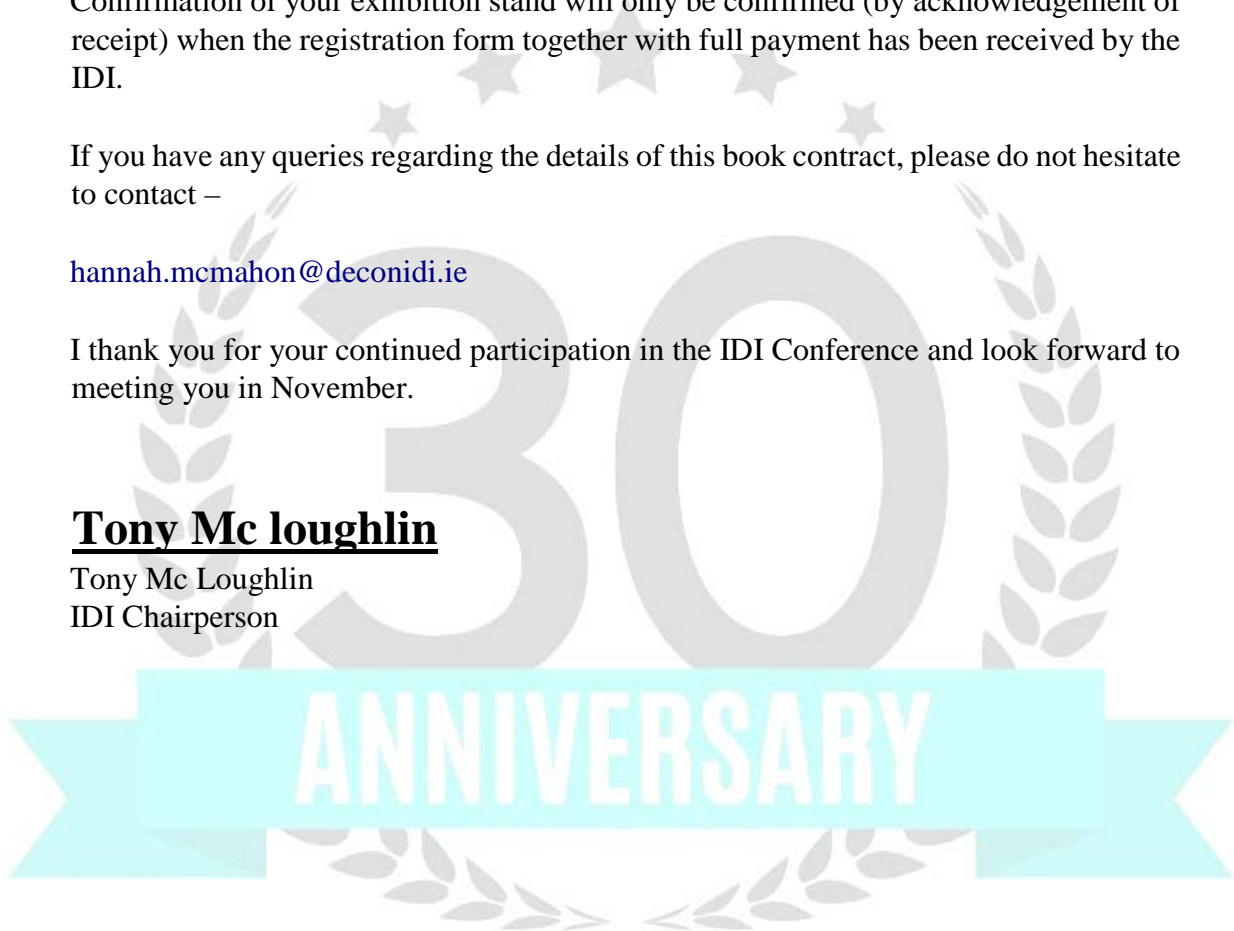 Confirmation of your exhibition stand will only be confirmed (by acknowledgement of
receipt) when the registration form together with full payment has been received by the
IDI.
If you have any queries regarding the details of this book contract, please do not hesitate
to contact –
hannah.mcmahon@deconidi.ie
I thank you for your continued participation in the IDI Conference and look forward to
meeting you in November.
Tony Mc loughlin
Tony Mc Loughlin
IDI Chairperson
30
ANNIVERSARY